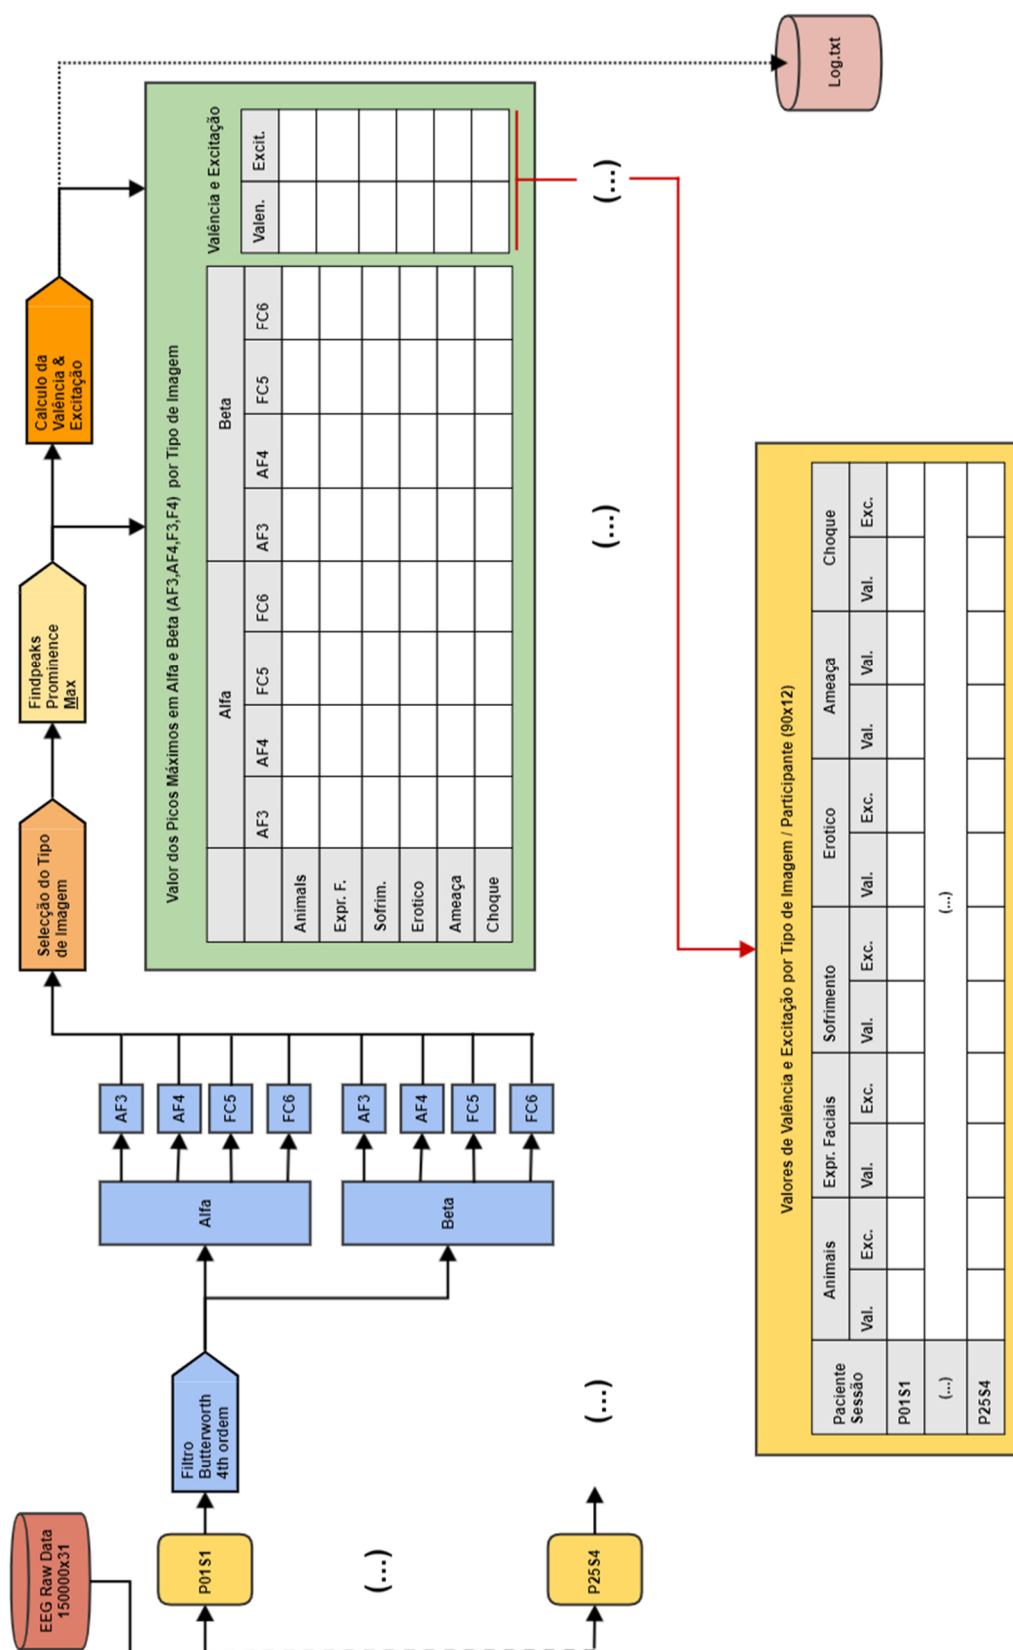 EEG Raw Data
150000x31
P01S1
(...)
P25S4
Filtro
Butterworth
4th ordem
(...)
Alfa
Beta
AF3
AF4
FC5
FC6
AF3
AF4
FC5
FC6
Selecção do Tipo
de Imagem
Findpeaks
Prominence
Max
Calculo da
Valência &
Excitação
Log.txt
Valor dos Picos Máximos em Alfa e Beta (AF3,AF4,F3,F4) por Tipo de Imagem
Valência e Excitação
Alfa Beta
AF3 AF4 FC5 FC6 AF3 AF4 FC5 FC6 Valen. Excit.
Animals
Expr. F.
Sofrim.
Erotico
Ameaça
Choque
(...) (...)
Valores de Valência e Excitação por Tipo de Imagem / Participante (90x12)
Paciente
Sessão
Animais Expr. Faciais Sofrimento Erotico Ameaça Choque
Val. Exc. Val. Exc. Val. Exc. Val. Exc. Val. Val. Val. Exc.
P01S1
(...) (...)
P25S4